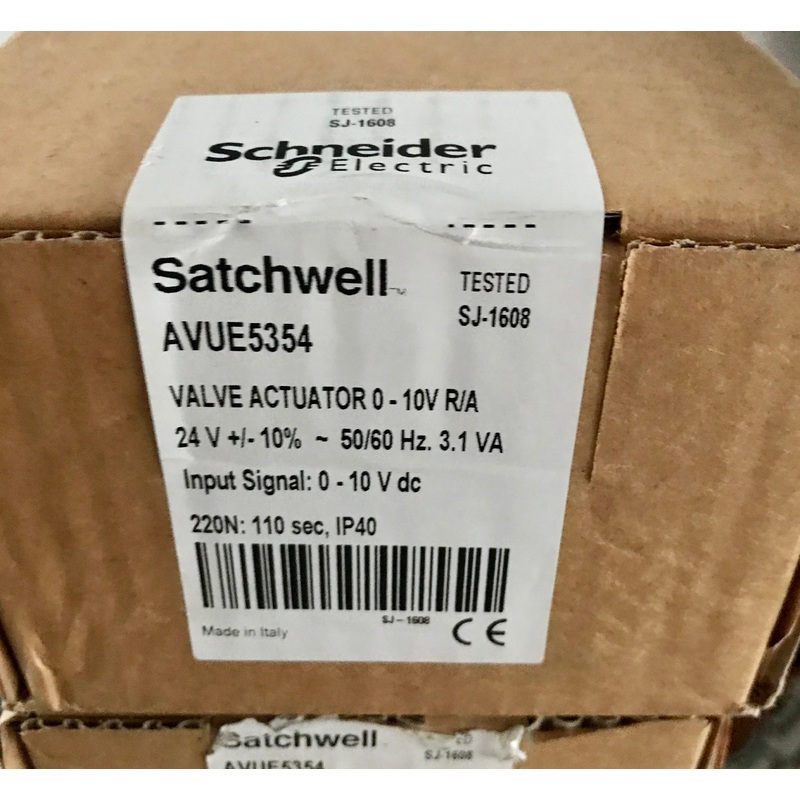 TESTED
SJ-1608
Schneider
Electric
Satchwell
TESTED
AVUE5354
SJ-1608
VALVE ACTUATOR 0 - 10V R/A
24 V +/- 10% ~ 50/60 Hz. 3.1 VA
Input Signal: 0 - 10 V dc
220N: 110 sec, IP40
SJ-1608
Made in Italy
CE
Satchwell
SJ-1608
AVUE5354